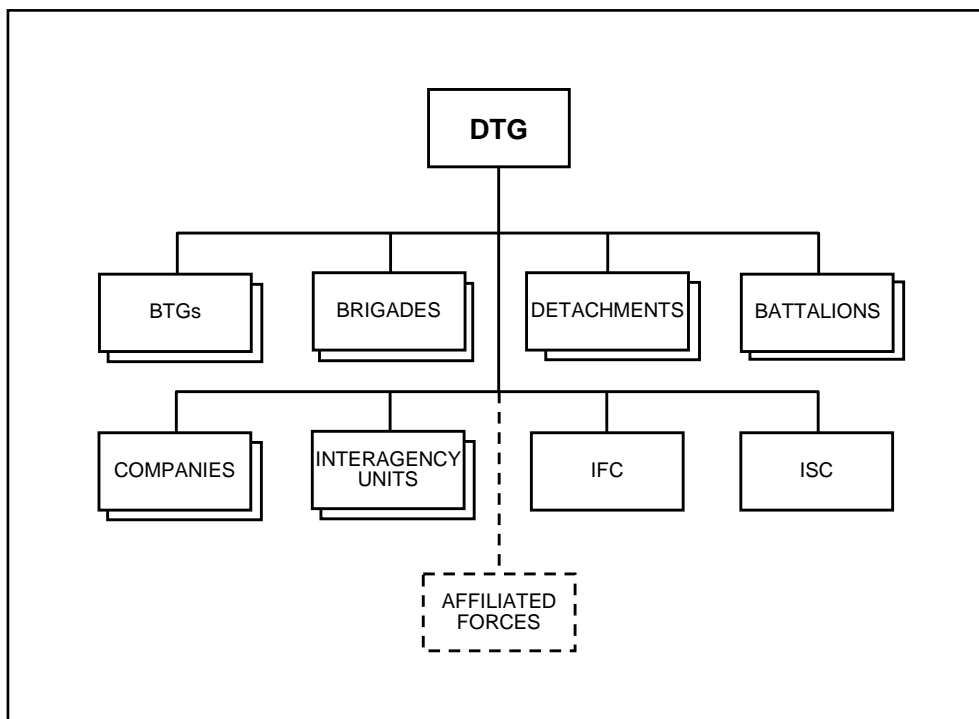 DTG
BTGs
BRIGADES
DETACHMENTS
BATTALIONS
COMPANIES
INTERAGENCY
UNITS
IFC
ISC
AFFILIATED
FORCES